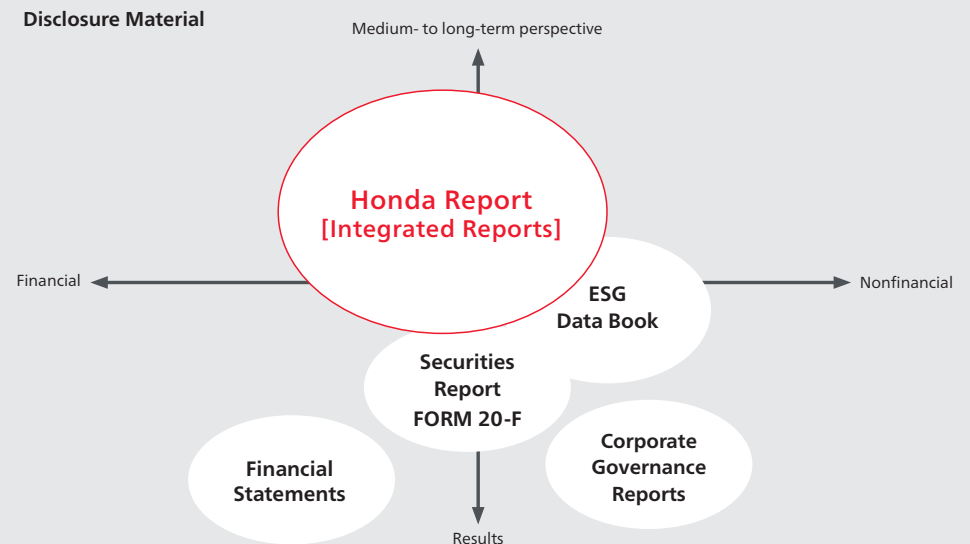 Disclosure Material
Medium- to long-term perspective
Honda Report
[Integrated Reports]
Financial
Nonfinancial
ESG
Data Book
Securities
Report
FORM 20-F
Financial
Statements
Corporate
Governance
Reports
Results